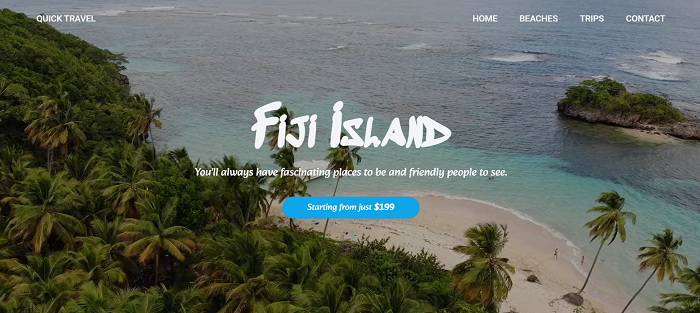 QUICK TRAVEL
HOME BEACHES TRIPS CONTACT
Fiji Island
You'll always have fascinating places to be and friendly people to see.
Starting from just $199